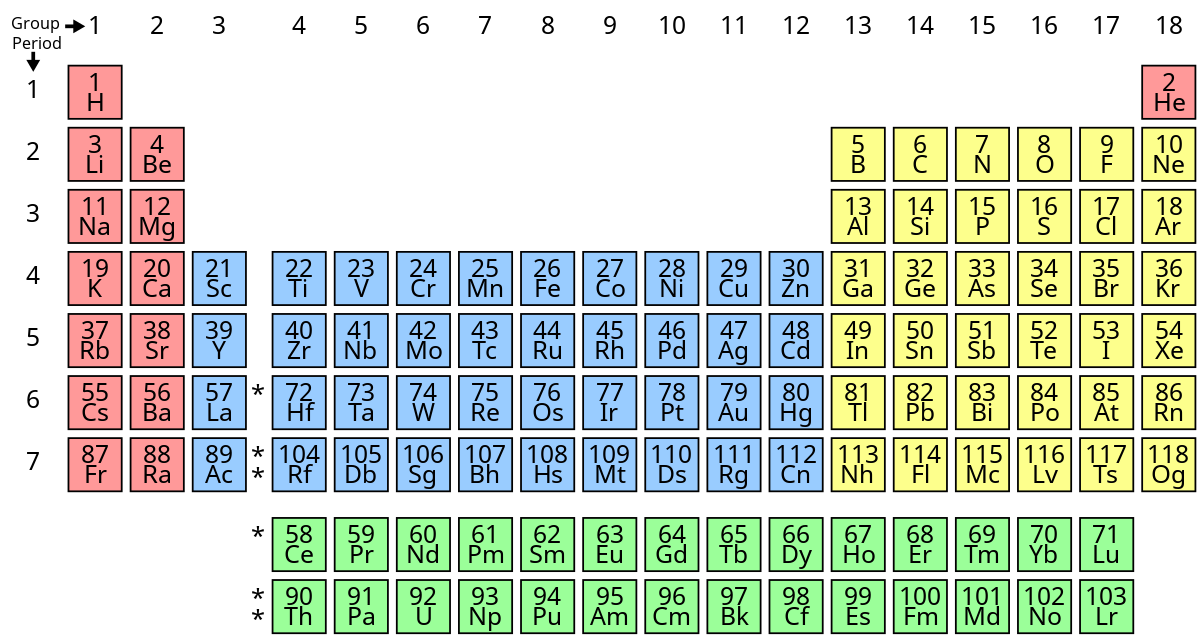 Group 1 2 3 4 5 6 7 8 9 10 11 12 13 14 15 16 17 18
Period
1 1 2
H He
2 3 4 5 6 7 8 9 10
Li Be B C N O F Ne
3 11 12 13 14 15 16 17 18
Na Mg Al Si P S Cl Ar
4 19 20 21 22 23 24 25 26 27 28 29 30 31 32 33 34 35 36
K Ca Sc Ti V Cr Mn Fe Co Ni Cu Zn Ga Ge As Se Br Kr
5 37 38 39 40 41 42 43 44 45 46 47 48 49 50 51 52 53 54
Rb Sr Y Zr Nb Mo Tc Ru Rh Pd Ag Cd In Sn Sb Te I Xe
6 55 56 57 * 72 73 74 75 76 77 78 79 80 81 82 83 84 85 86
Cs Ba La Hf Ta W Re Os Ir Pt Au Hg Tl Pb Bi Po At Rn
7 87 88 89 * 104 105 106 107 108 109 110 111 112 113 114 115 116 117 118
Fr Ra Ac * Rf Db Sg Bh Hs Mt Ds Rg Cn Nh Fl Mc Lv Ts Og
* 58 59 60 61 62 63 64 65 66 67 68 69 70 71
Ce Pr Nd Pm Sm Eu Gd Tb Dy Ho Er Tm Yb Lu
* 90 91 92 93 94 95 96 97 98 99 100 101 102 103
* Th Pa U Np Pu Am Cm Bk Cf Es Fm Md No Lr